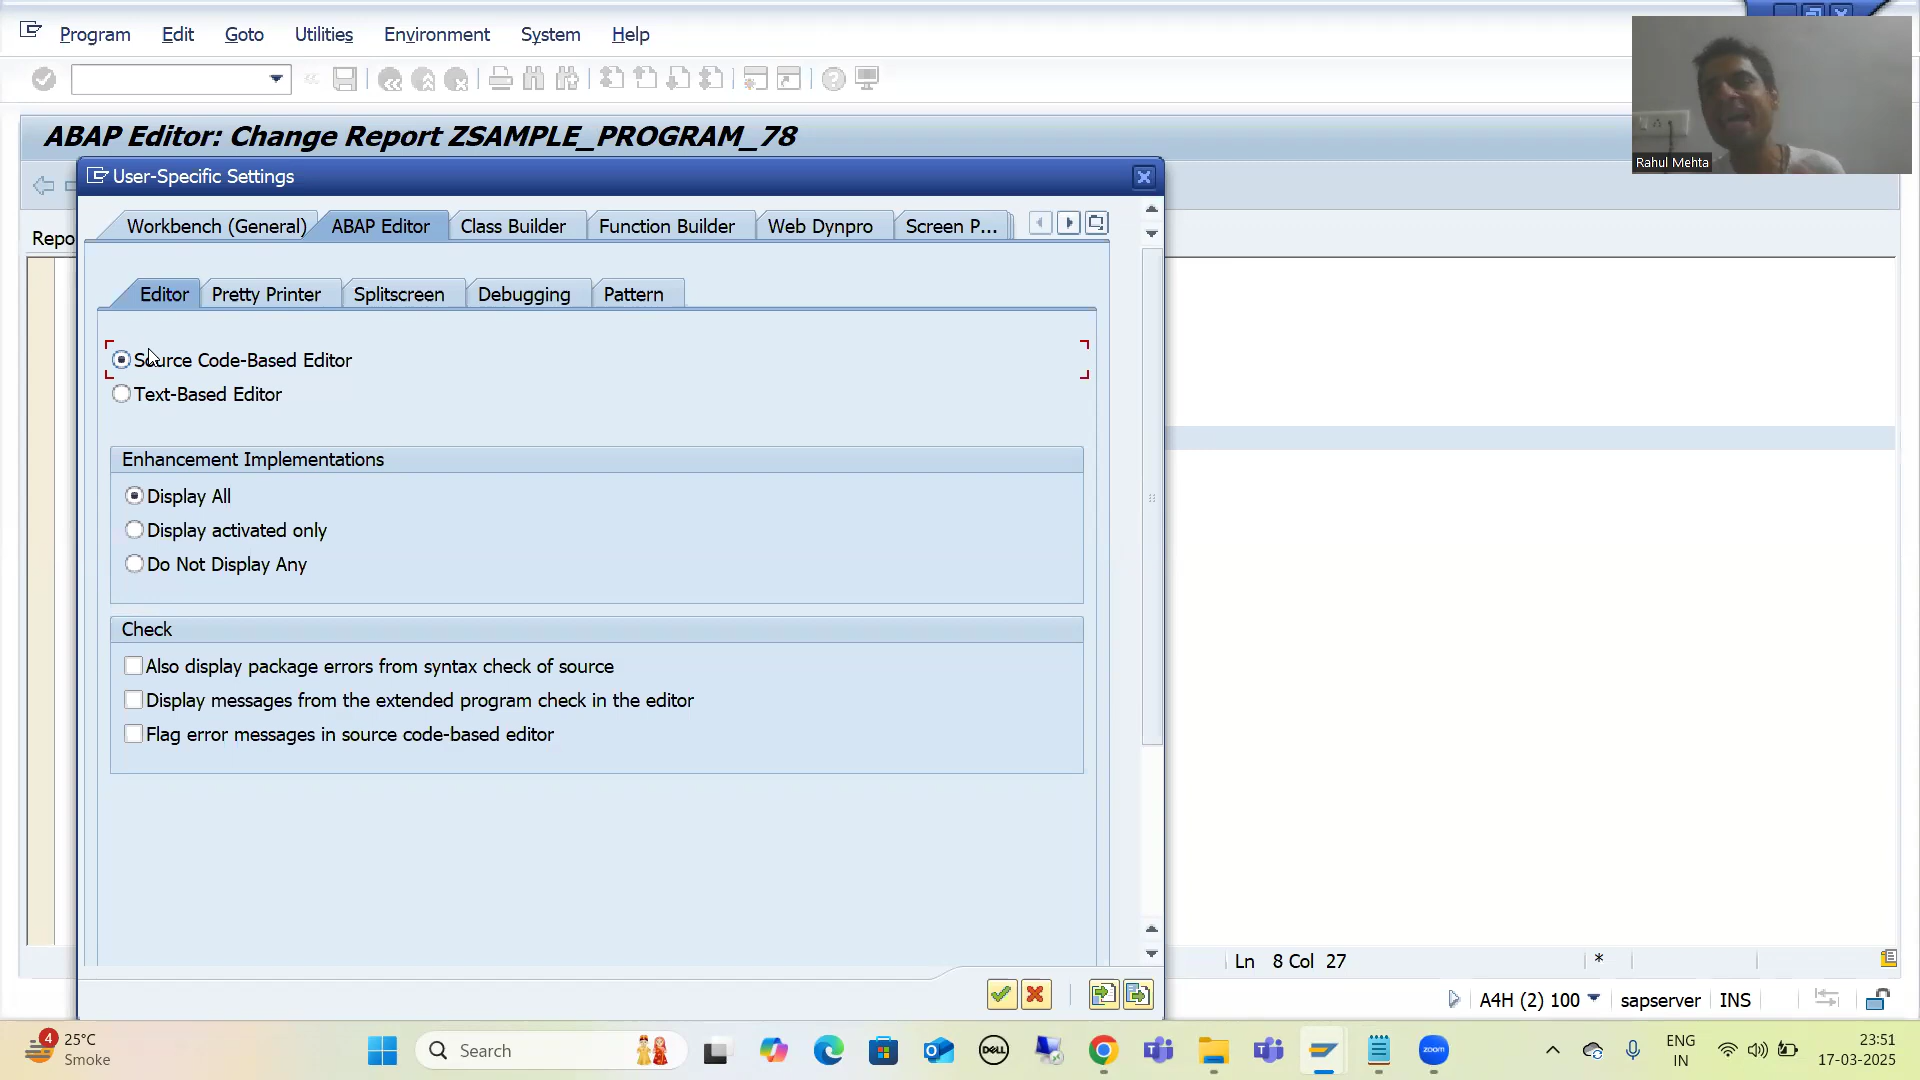 Program Edit Goto Utilities Environment System Help
ABAP Editor: Change Report ZSAMPLE_PROGRAM_78
Rahul Mehta
User-Specific Settings
Repo
Workbench (General) ABAP Editor Class Builder Function Builder Web Dynpro Screen P...
Editor Pretty Printer Splitscreen Debugging Pattern
Source Code-Based Editor
Text-Based Editor
Enhancement Implementations
Display All
Display activated only
Do Not Display Any
Check
Also display package errors from syntax check of source
Display messages from the extended program check in the editor
Flag error messages in source code-based editor
Ln 8 Col 27 *
A4H (2) 100 sapserver INS
4 25°C
Smoke
Search
DELL
zoom
ENG
IN
23:51
17-03-2025